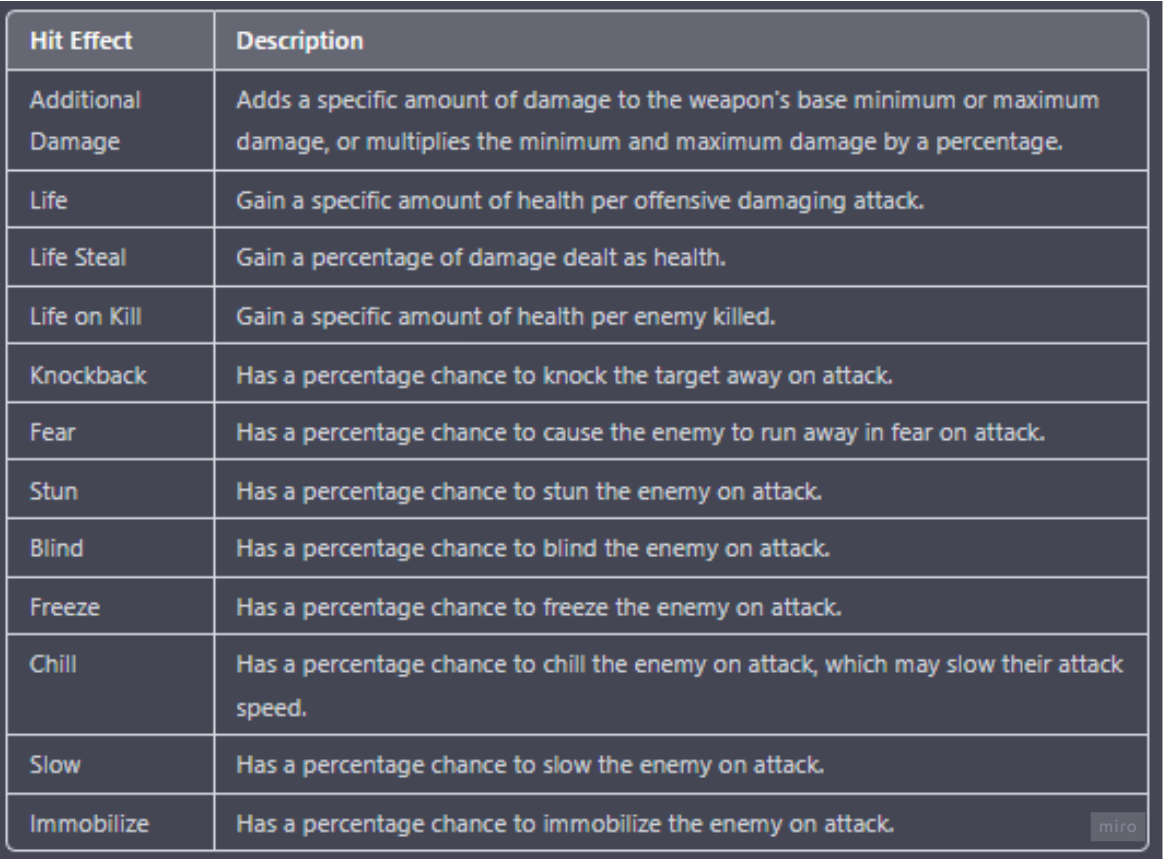 Hit Effect Description
Additional Damage Adds a specific amount of damage to the weapon's base minimum or maximum
damage, or multiplies the minimum and maximum damage by a percentage.
Life Gain a specific amount of health per offensive damaging attack.
Life Steal Gain a percentage of damage dealt as health.
Life on Kill Gain a specific amount of health per enemy killed.
Knockback Has a percentage chance to knock the target away on attack.
Fear Has a percentage chance to cause the enemy to run away in fear on attack.
Stun Has a percentage chance to stun the enemy on attack.
Blind Has a percentage chance to blind the enemy on attack.
Freeze Has a percentage chance to freeze the enemy on attack.
Chill Has a percentage chance to chill the enemy on attack, which may slow their attack
speed.
Slow Has a percentage chance to slow the enemy on attack.
Immobilize Has a percentage chance to immobilize the enemy on attack.
miro